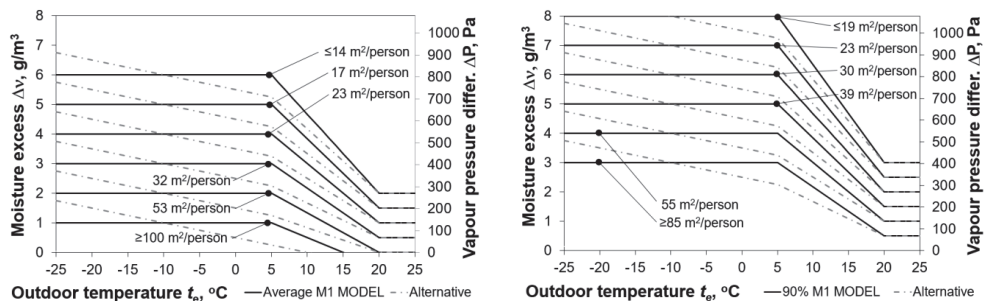 Moisture excess Δν, g/m³
8
7
6
5
4
3
2
1
0
≤14 m²/person
17 m²/person
23 m²/person
32 m²/person
53 m²/person
≥100 m²/person
1000
900
800
700
600
500
400
300
200
100
0
Vapour pressure differ. ΔP, Pa
-25 -20 -15 -10 -5 0 5 10 15 20 25
Outdoor temperature tₑ, °C Average M1 MODEL Alternative
Moisture excess Δν, g/m³
8
7
6
5
4
3
2
1
0
≤19 m²/person
23 m²/person
30 m²/person
39 m²/person
55 m²/person
≥85 m²/person
1000
900
800
700
600
500
400
300
200
100
0
Vapour pressure differ. ΔP, Pa
-25 -20 -15 -10 -5 0 5 10 15 20 25
Outdoor temperature tₑ, °C 90% M1 MODEL Alternative